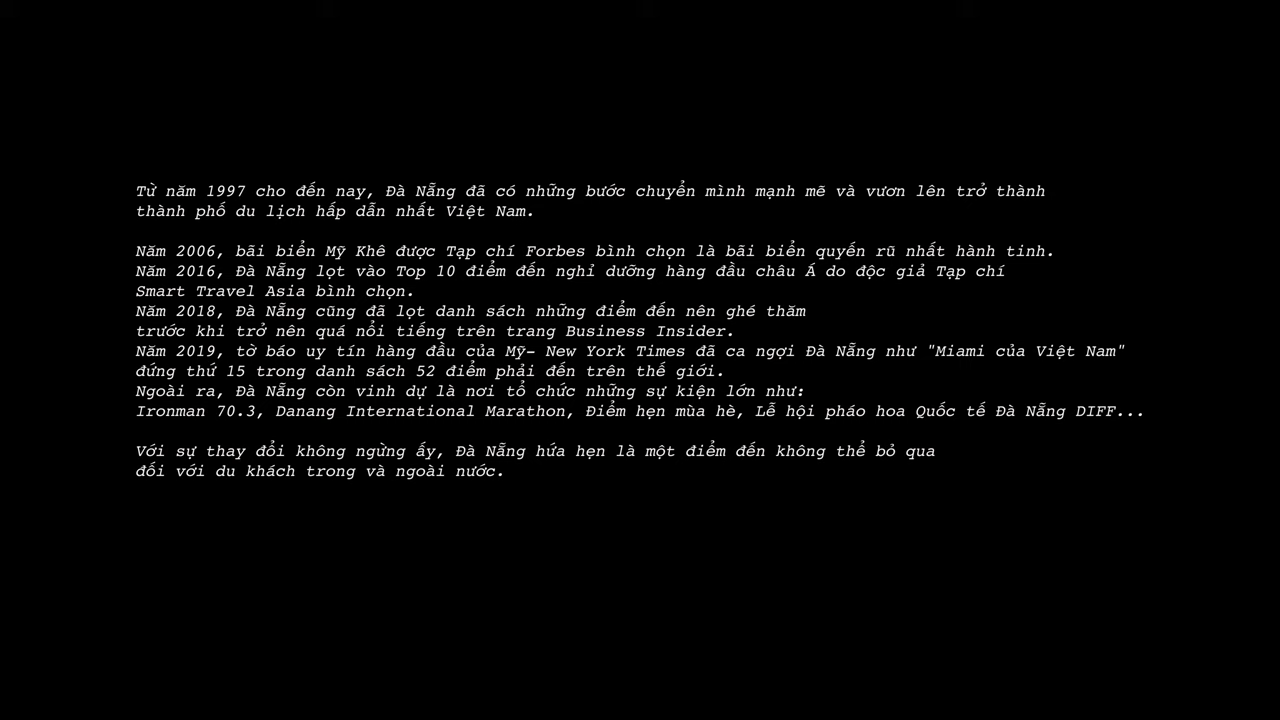 Từ năm 1997 cho đến nay, Đà Nẵng đã có những bước chuyển mình mạnh mẽ và vươn lên trở thành
thành phố du lịch hấp dẫn nhất Việt Nam.
Năm 2006, bãi biển Mỹ Khê được Tạp chí Forbes bình chọn là bãi biển quyến rũ nhất hành tinh.
Năm 2016, Đà Nẵng lọt vào Top 10 điểm đến nghỉ dưỡng hàng đầu châu Á do độc giả Tạp chí
Smart Travel Asia bình chọn.
Năm 2018, Đà Nẵng cũng đã lọt danh sách những điểm đến nên ghé thăm
trước khi trở nên quá nổi tiếng trên trang Business Insider.
Năm 2019, tờ báo uy tín hàng đầu của Mỹ- New York Times đã ca ngợi Đà Nẵng như "Miami của Việt Nam"
đứng thứ 15 trong danh sách 52 điểm phải đến trên thế giới.
Ngoài ra, Đà Nẵng còn vinh dự là nơi tổ chức những sự kiện lớn như:
Ironman 70.3, Danang International Marathon, Điểm hẹn mùa hè, Lễ hội pháo hoa Quốc tế Đà Nẵng DIFF...
Với sự thay đổi không ngừng ấy, Đà Nẵng hứa hẹn là một điểm đến không thể bỏ qua
đối với du khách trong và ngoài nước.